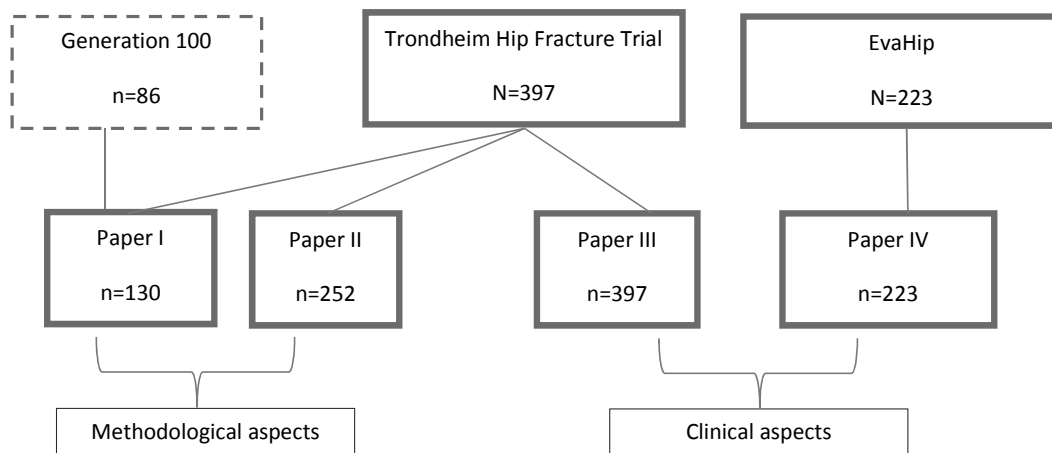 Generation 100
n=86
Trondheim Hip Fracture Trial
N=397
EvaHip
N=223
Paper I
n=130
Paper II
n=252
Paper III
n=397
Paper IV
n=223
Methodological aspects
Clinical aspects